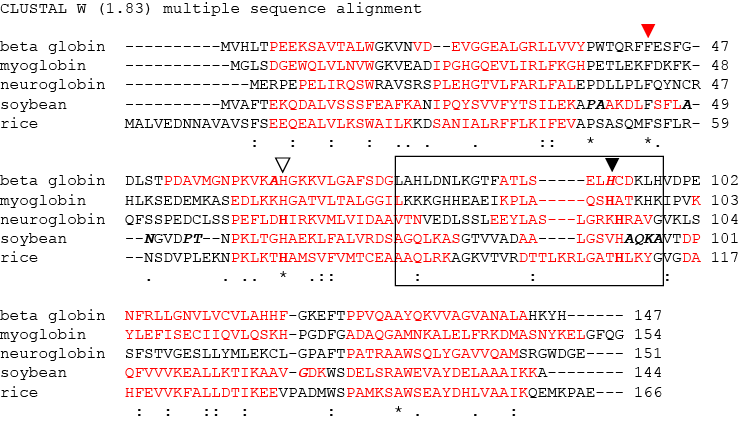 CLUSTAL W (1.83) multiple sequence alignment
beta globin ----------MVHLTPEEKSAVTALWGKVNVD--EVGGEALGRLLVVYPWTQRFFESFG- 47
myoglobin -----------MGLSDGEWQLVLNVWGKVEADIPGHGQEVLIRLFKGHPETLEKFDKFK- 48
neuroglobin -------------MERPEPELIRQSWRAVSRSPLEHGTVLFARLFALEPDLLPLFQYNCR 47
soybean ----------MVAFTEKQDALVSSSFEAFKANIPQYSVVFYTSILEKAPAAKDLFSFLA- 49
rice MALVEDNNAVAVSFSEEQEALVLKSWAILKKDSANIALRFFLKIFEVAPSASQMFSFLR- 59
: : : .. . :: * *.
beta globin DLSTPDAVMGNPKVKAHGKKVLGAFSDGLAHLDNLKGTFATLS-----ELHCDKLHVDPE 102
myoglobin HLKSEDEMKASEDLKKHGATVLTALGGILKKKGHHEAEIKPLA-----QSHATKHKIPVK 103
neuroglobin QFSSPEDCLSSPEFLDHIRKVMLVIDAAVTNVEDLSSLEEYLAS----LGRKHRAVGVKLS 104
soybean --NGVDPT--NPKLTGHAEKLFALVRDSAGQLKASGTVVADAA----LGSVHAQKAVTDP 101
rice --NSDVPLEKNPKLKTHAMSVFVMTCEAAAQLRKAGKVTVRDTTLKRLGATHLKYGVGDA 117
. . .. * .:: : : :
beta globin NFRLLGNVLVCVLAHHF-GKEFTPPVQAAYQKVVAGVANALAHKYH------ 147
myoglobin YLEFISECIIQVLQSKH-PGDFGADAQGAMNKALELFRKDMASNYKELGFQG 154
neuroglobin SFSTVGESLLYMLEKCL-GPAFTPATRAAWSQLYGAVVQAMSRGWDGE---- 151
soybean QFVVVKEALLKTIKAAV-GDKWSDELSRAWEVAYDELAAAIKKA-------- 144
rice HFEVVKFALLDTIKEEVPADMWSPAMKSAWSEAYDHLVAAIKQEMKPAE--- 166
: : :: : : * . . :